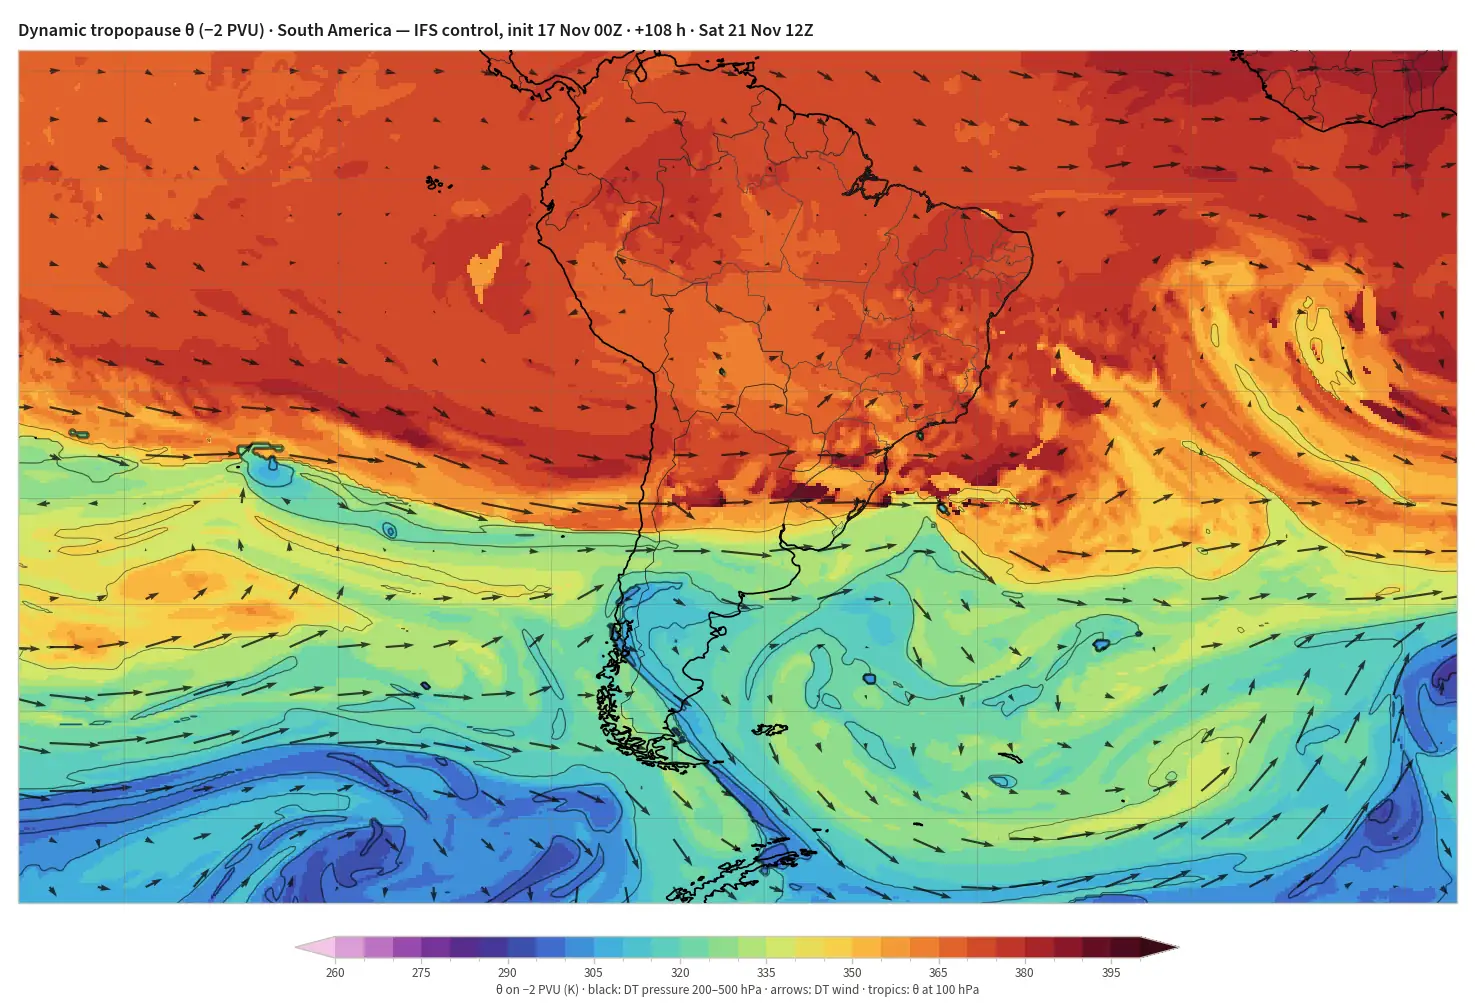 Dynamic tropopause θ (−2 PVU) · South America — IFS control, init 17 Nov 00Z · +108 h · Sat 21 Nov 12Z
260 275 290 305 320 335 350 365 380 395
θ on −2 PVU (K) · black: DT pressure 200–500 hPa · arrows: DT wind · tropics: θ at 100 hPa